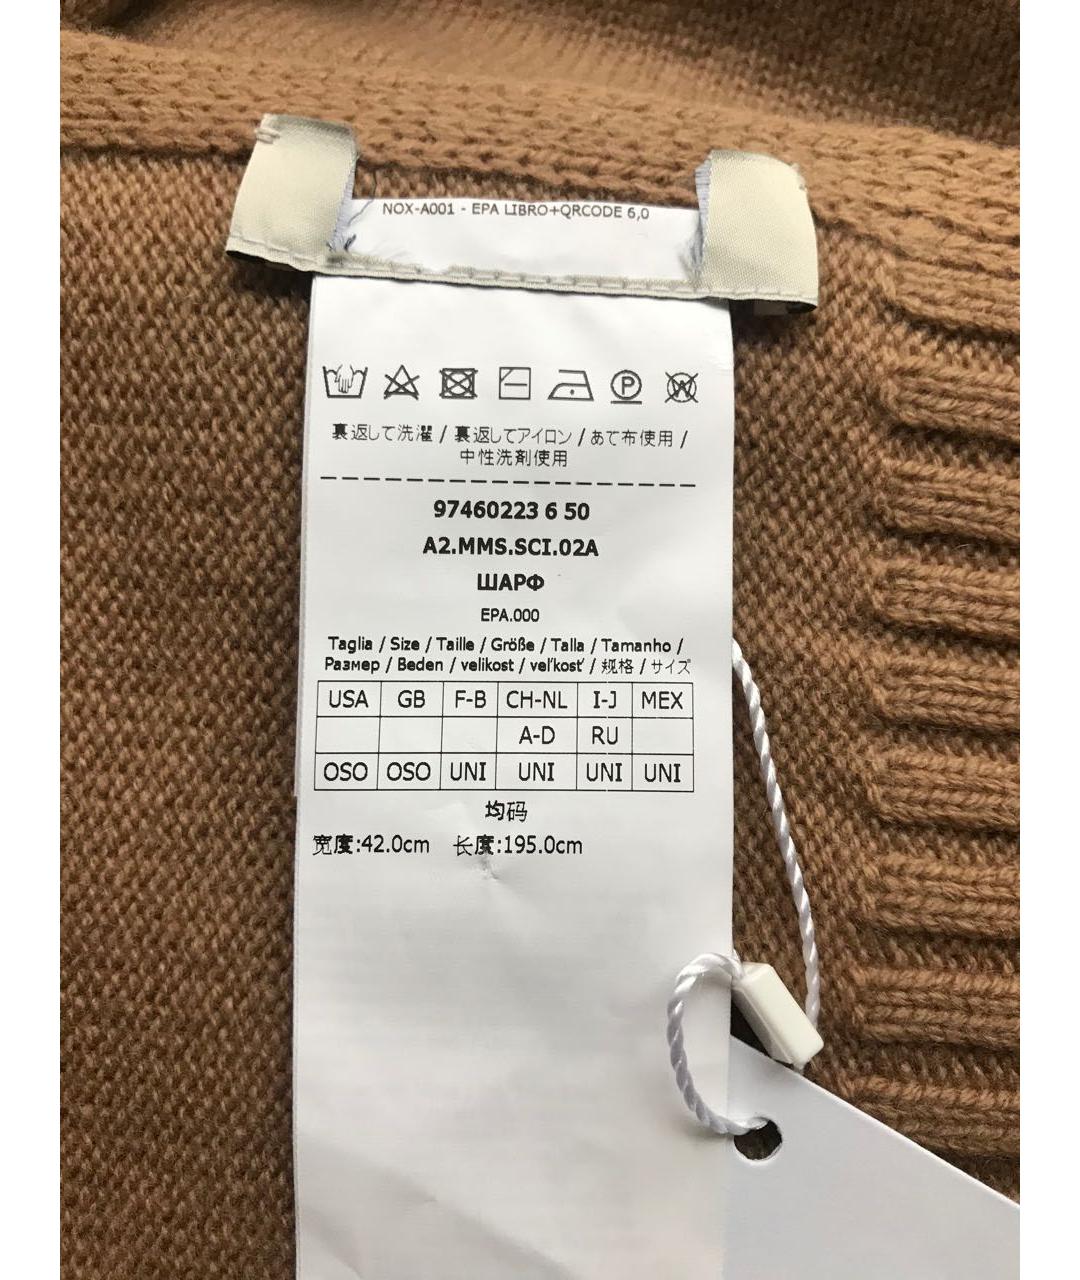 NOX-A001 - EPA LIBRO+QRCODE 6,0
P W
裏返して洗濯 / 裏返してアイロン / あて布使用 /
中性洗剤使用
97460223 6 50
A2.MMS.SCI.02A
ШАРФ
EPA.000
Taglia / Size / Taille / Größe / Talla / Tamanho /
Размер / Beden / velikost / veľkosť / 规格 / サイズ
USA GB F-B CH-NL I-J MEX
A-D RU
OSO OSO UNI UNI UNI UNI
均码
宽度:42.0cm 长度:195.0cm